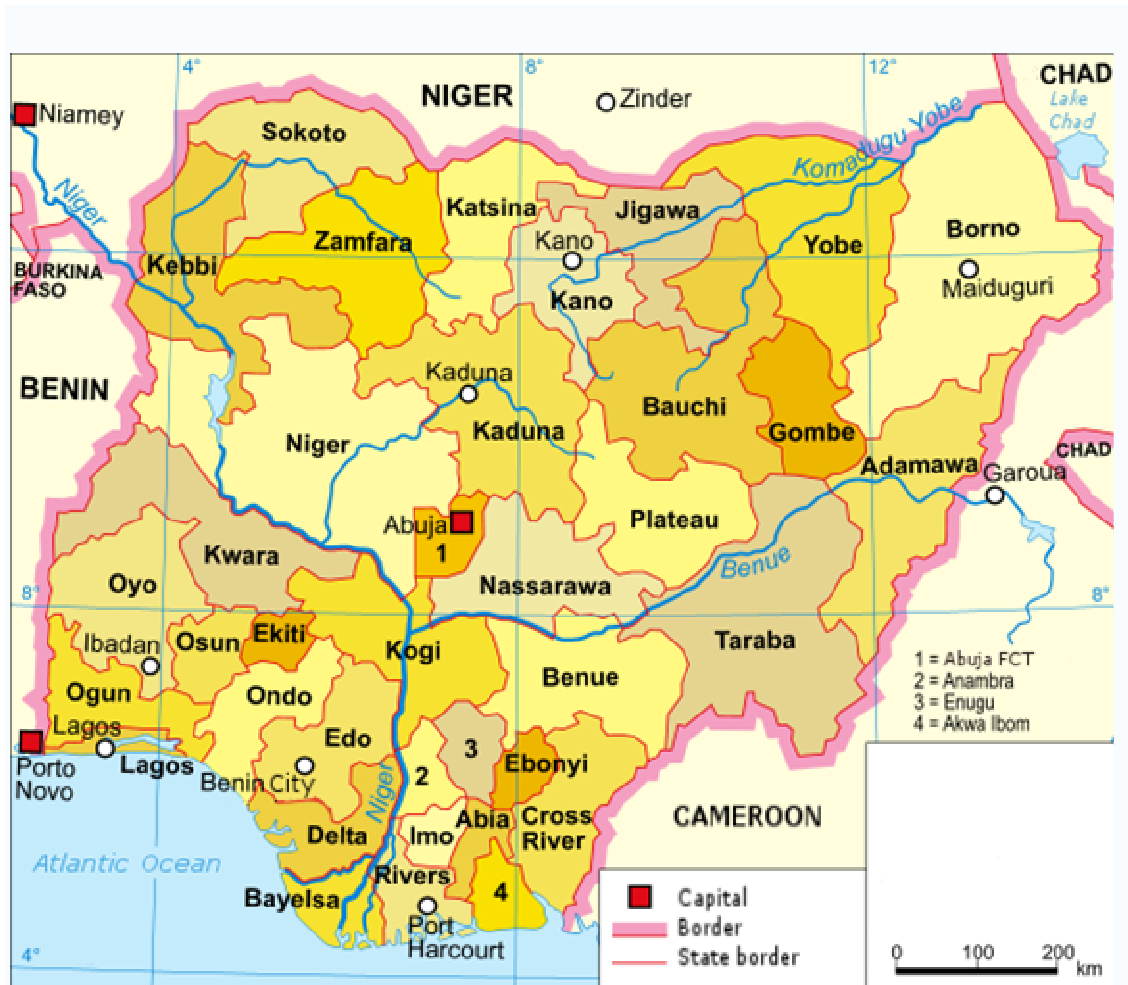 4°
8°
12°
CHAD
NIGER
Zinder
Lake
Chad
Niamey
Sokoto
Komadugu Yobe
Niger
Katsina
Jigawa
Kano
Zamfara
Yobe
Borno
Kebbi
BURKINA
FASO
Maiduguri
Kano
BENIN
Kaduna
Bauchi
Niger
Kaduna
Gombe
Adamawa
CHAD
Garoua
Abuja
1
Plateau
Kwara
Benue
Oyo
Nassarawa
8°
8°
Ibadan
Osun
Ekiti
Kogi
Taraba
Benue
Ogun
Ondo
1 = Abuja FCT
2 = Anambra
3 = Enugu
4 = Akwa Ibom
Lagos
Edo
3
Porto
Novo
Lagos
Benin City
Niger
2
Ebonyi
Delta
Imo
Abia
Cross
River
CAMEROON
Atlantic Ocean
Rivers
4
Bayelsa
Port
Harcourt
Capital
Border
State border
4°
0 100 200
km